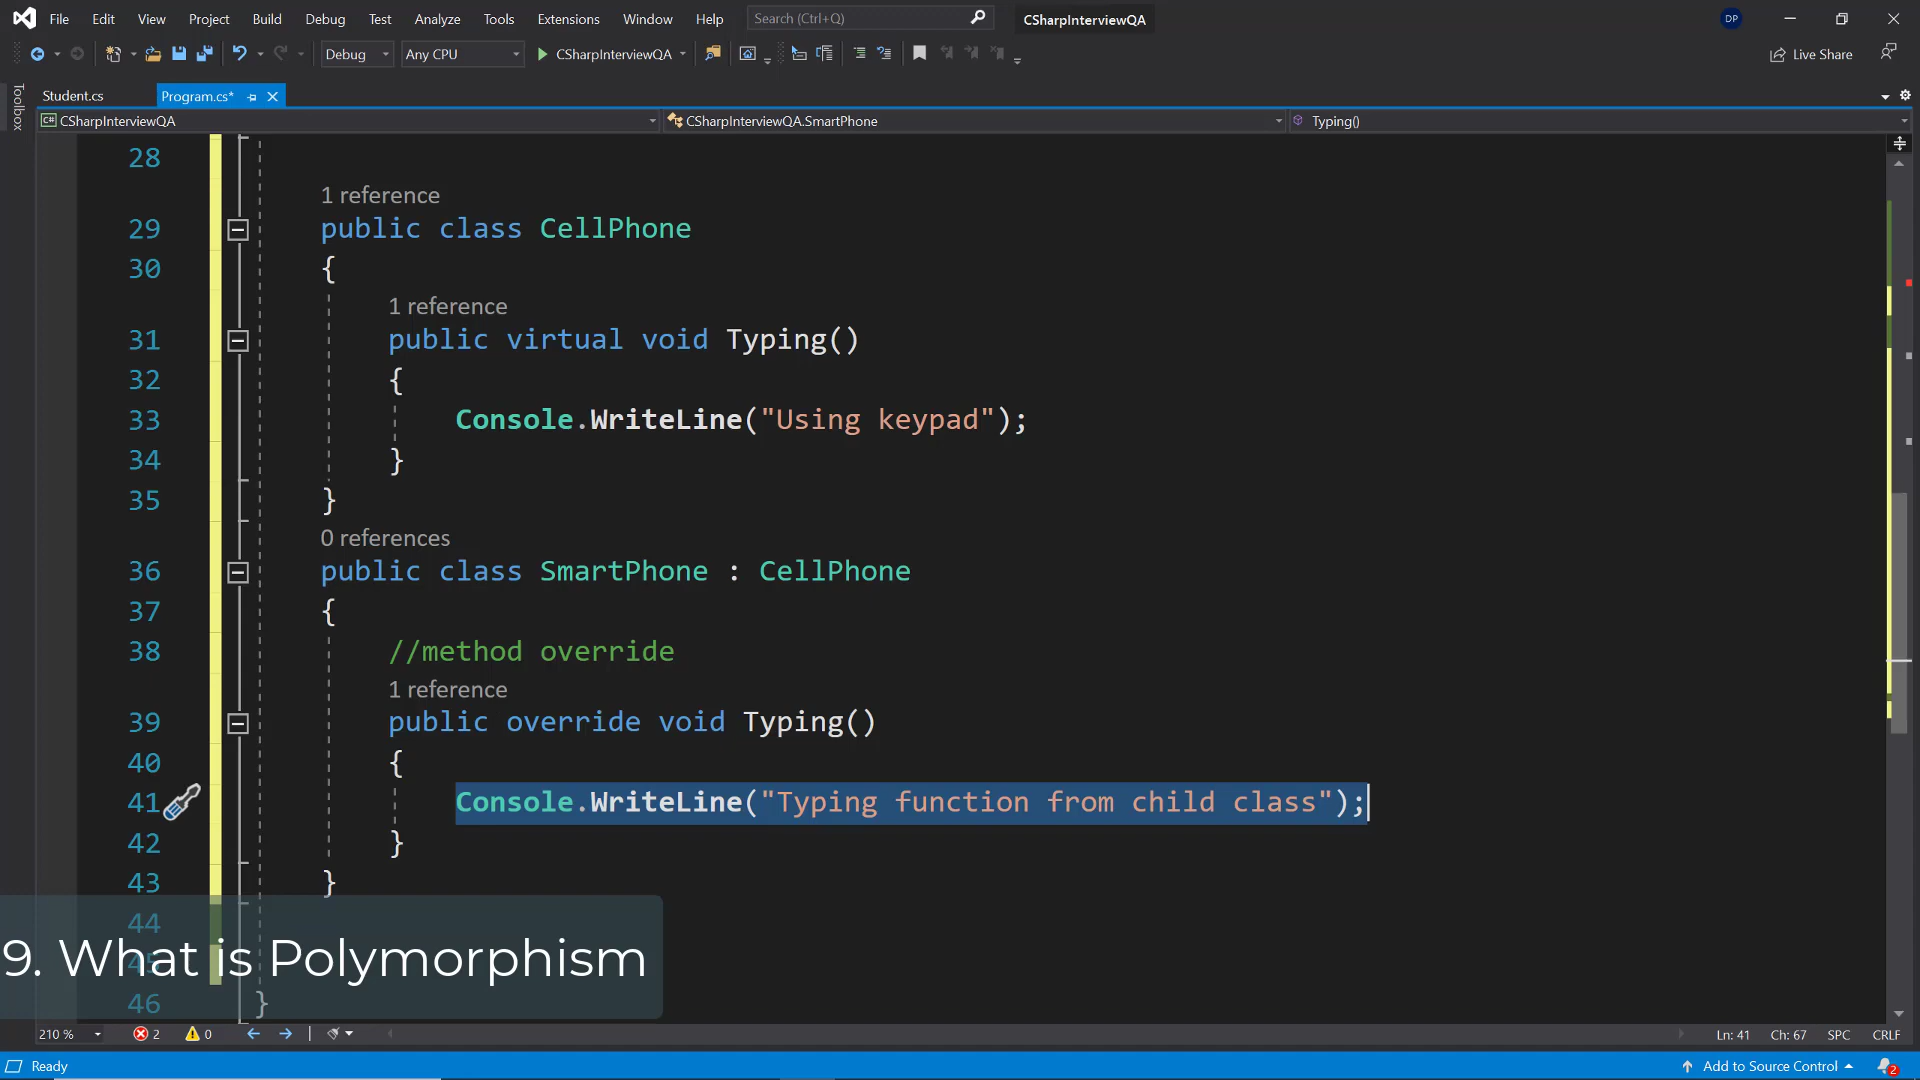 File Edit View Project Build Debug Test Analyze Tools Extensions Window Help Search (Ctrl+Q) CSharpInterviewQA DP
Debug Any CPU CSharpInterviewQA Live Share
Toolbox
Student.cs Program.cs*
C# CSharpInterviewQA CSharpInterviewQA.SmartPhone Typing()
28
1 reference
29 public class CellPhone
30 {
1 reference
31 public virtual void Typing()
32 {
33 Console.WriteLine("Using keypad");
34 }
35 }
0 references
36 public class SmartPhone : CellPhone
37 {
38 //method override
1 reference
39 public override void Typing()
40 {
41 Console.WriteLine("Typing function from child class");
42 }
43 }
44
45
9. What is Polymorphism
46 }
210 % 2 0 Ln: 41 Ch: 67 SPC CRLF
Ready Add to Source Control 2